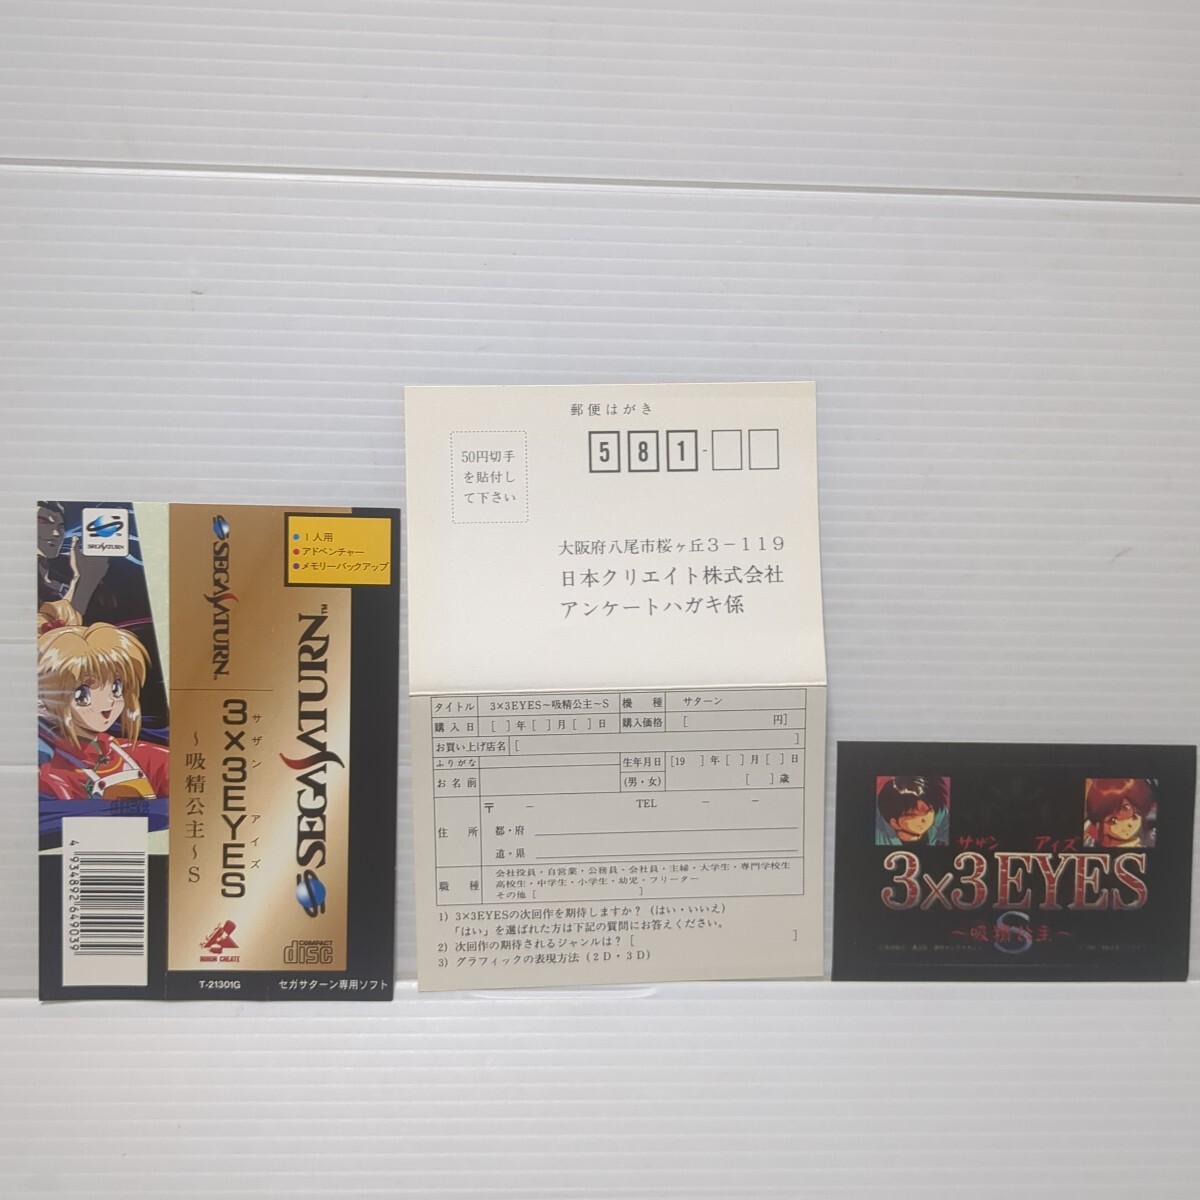 SEGA SATURN
4934892649039
SEGA SATURN
サザン アイズ
3×3EYES
～吸精公主～S
NIHON CREATE
T-21301G
1人用
アドベンチャー
メモリーバックアップ
SEGA SATURN™
COMPACT
disc
セガサターン専用ソフト
郵便はがき
50円切手
を貼付し
て下さい
581-
大阪府八尾市桜ヶ丘3-119
日本クリエイト株式会社
アンケートハガキ係
タイトル 3×3EYES～吸精公主～S 機種 サターン
購入日 [ ]年[ ]月[ ]日 購入価格 [ 円]
お買い上げ店名 [ ]
ふりがな 生年月日 [19 ]年[ ]月[ ]日
お名前 (男・女) [ ]歳
〒 - TEL - -
住所 都・府
道・県
職種 会社役員・自営業・公務員・会社員・主婦・大学生・専門学校生
高校生・中学生・小学生・幼児・フリーター
その他 [ ]
1) 3×3EYESの次回作を期待しますか? (はい・いいえ)
「はい」を選ばれた方は下記の質問にお答えください。
2) 次回作の期待されるジャンルは? [ ]
3) グラフィックの表現方法 (2D・3D)
サザン アイズ
3×3EYES
S
～吸精公主～